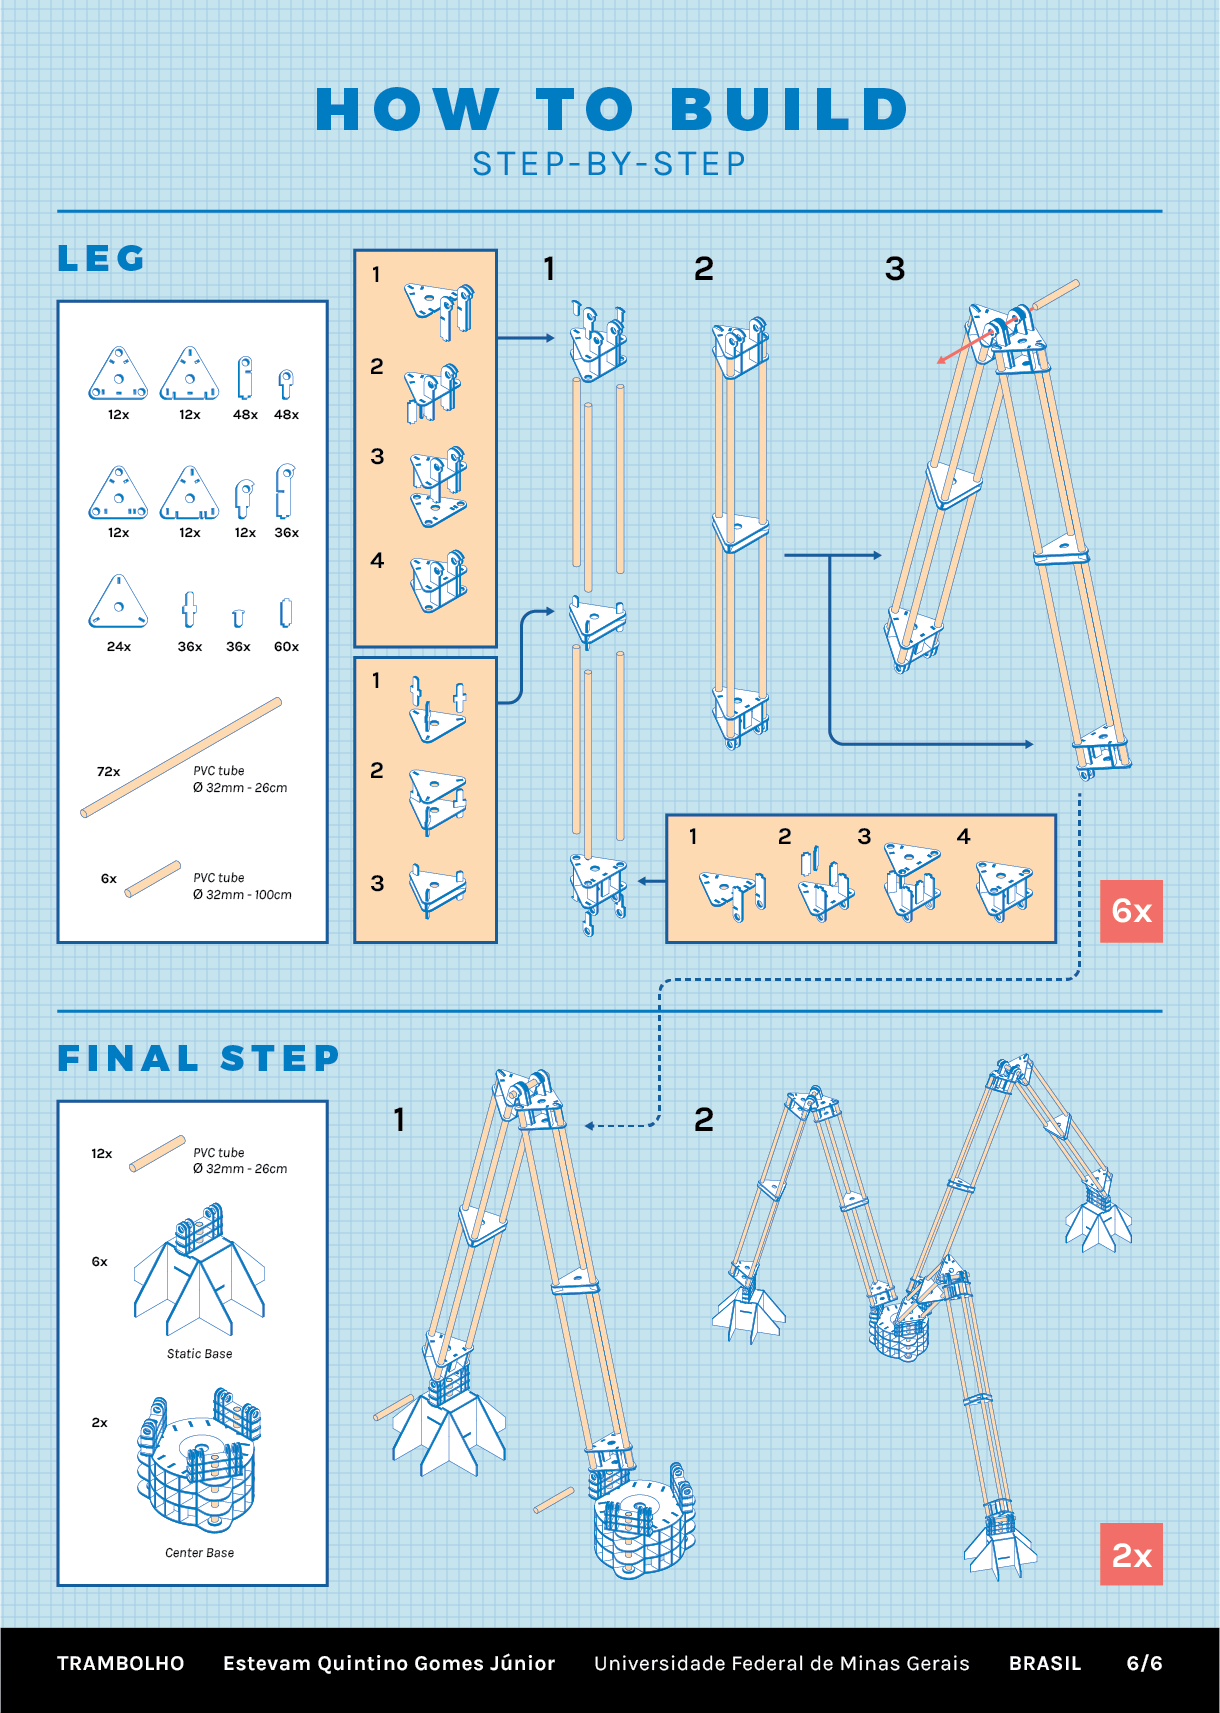 HOW TO BUILD
STEP-BY-STEP
LEG
12x 12x 48x 48x
12x 12x 12x 36x
24x 36x 36x 60x
72x
PVC tube
Ø 32mm - 26cm
6x
PVC tube
Ø 32mm - 100cm
1
2
3
4
1
2
3
1
2
3
1 2 3 4
6x
FINAL STEP
12x
PVC tube
Ø 32mm - 26cm
6x
Static Base
2x
Center Base
1
2
2x
TRAMBOLHO Estevam Quintino Gomes Júnior Universidade Federal de Minas Gerais BRASIL 6/6